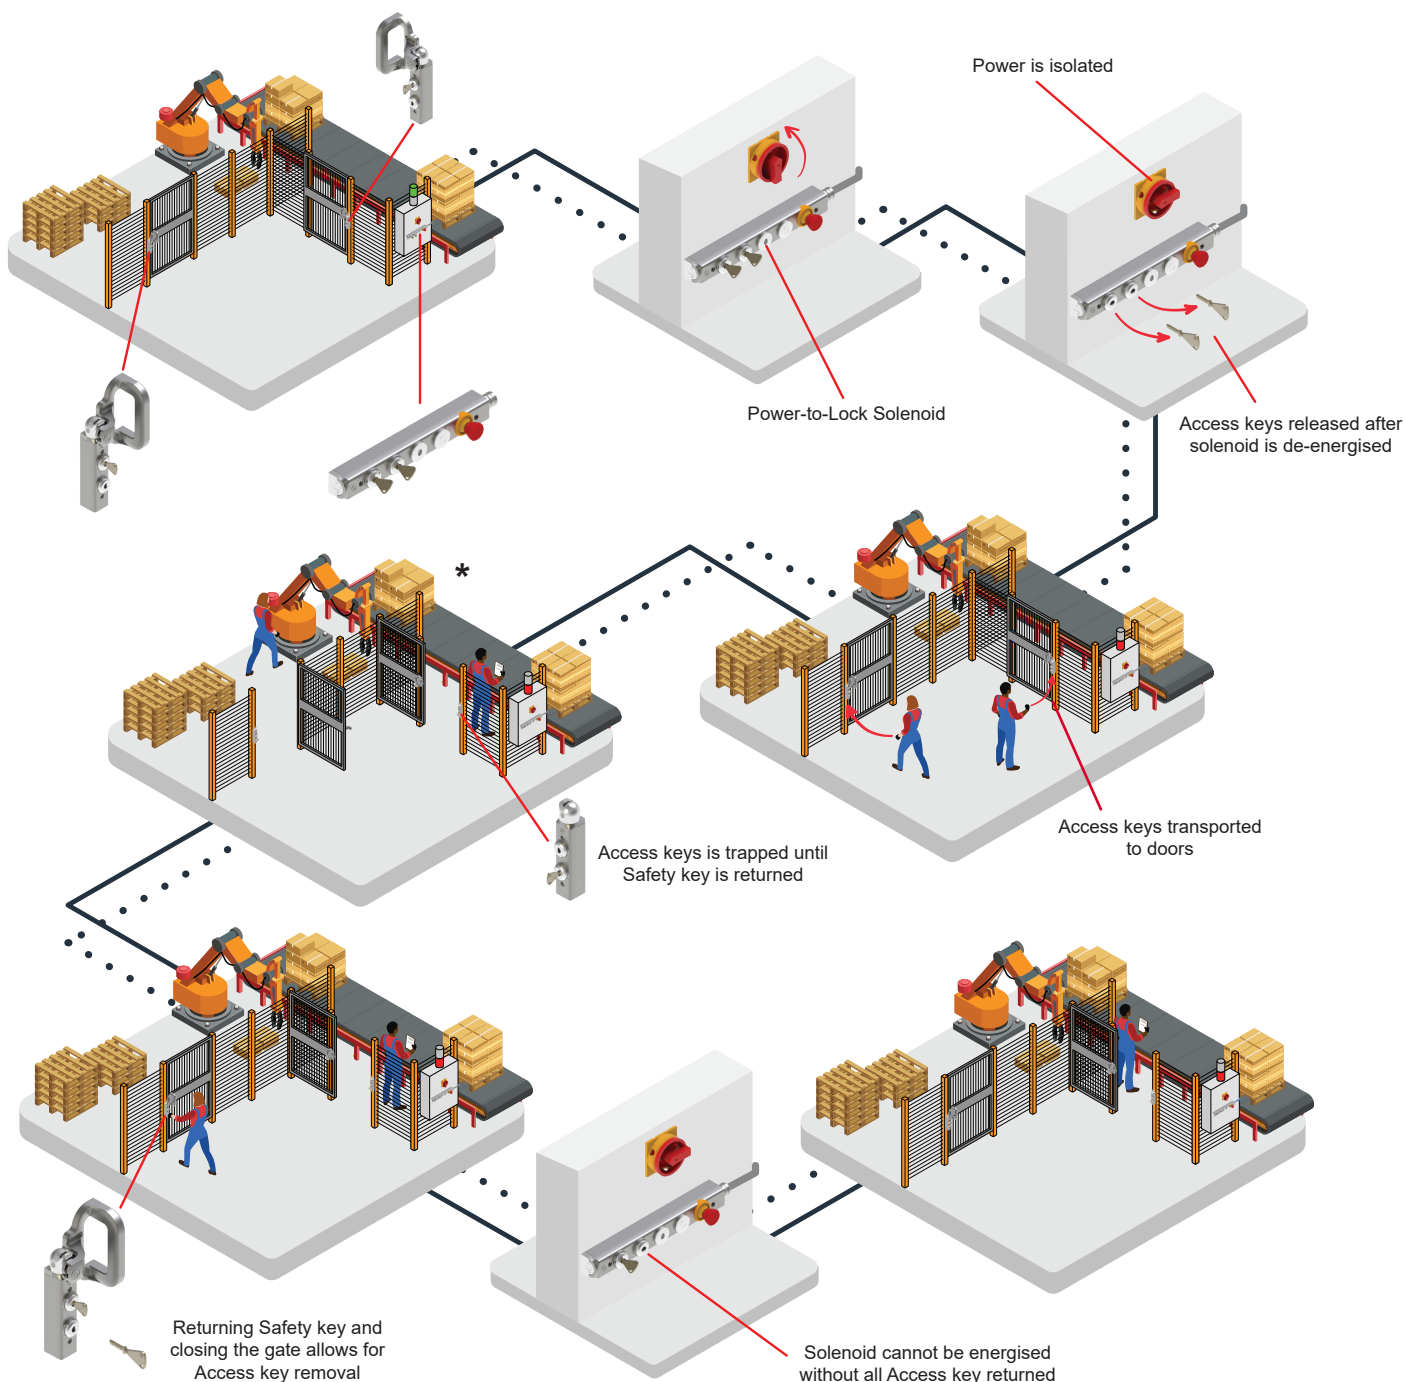 Power is isolated
Power-to-Lock Solenoid
Access keys released after
solenoid is de-energised
*
Access keys transported
to doors
Access keys is trapped until
Safety key is returned
Returning Safety key and
closing the gate allows for
Access key removal
Solenoid cannot be energised
without all Access key returned